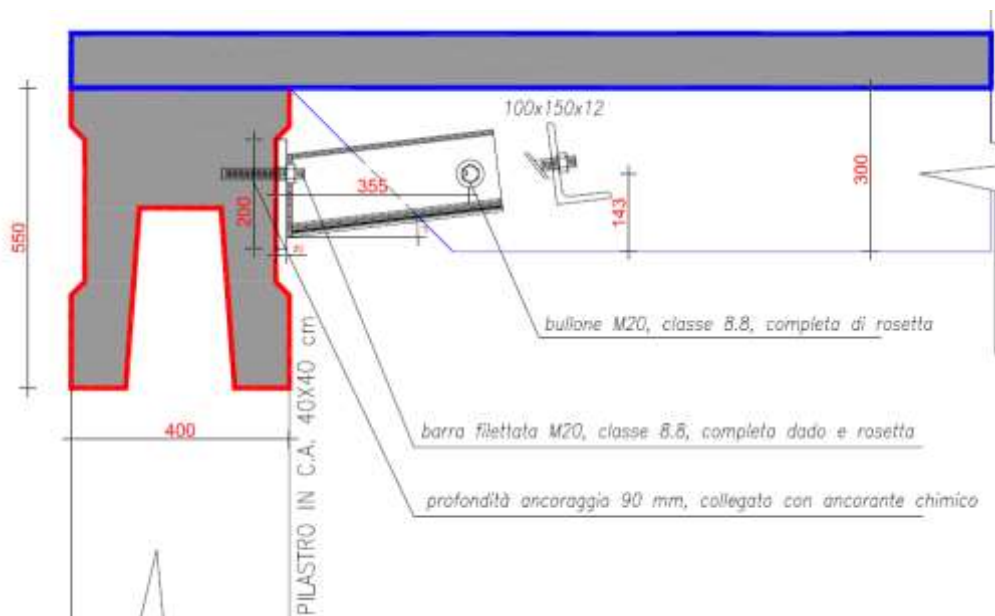 100x150x12
300
355
143
200
550
bullone M20, classe 8.8, completa di rosetta
400
barra filettata M20, classe 8.8, completa dado e rosetta
profondità ancoraggio 90 mm, collegato con ancorante chimico
PILASTRO IN C.A. 40X40 cm